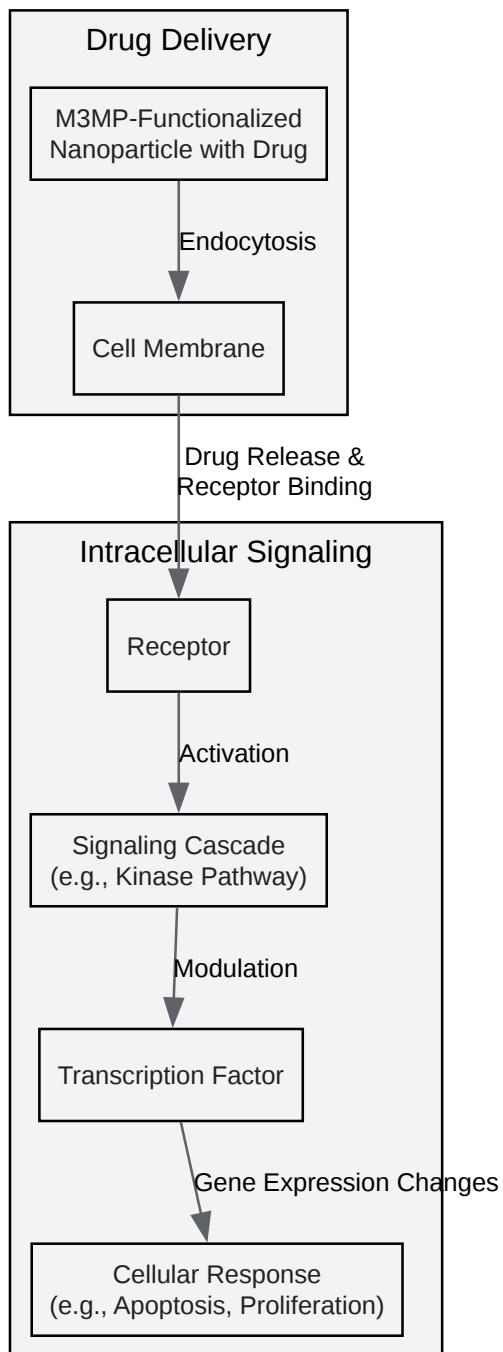 Drug Delivery
M3MP-Functionalized
Nanoparticle with Drug
Endocytosis
Cell Membrane
Drug Release &
Receptor Binding
Intracellular Signaling
Receptor
Activation
Signaling Cascade
(e.g., Kinase Pathway)
Modulation
Transcription Factor
Gene Expression Changes
Cellular Response
(e.g., Apoptosis, Proliferation)